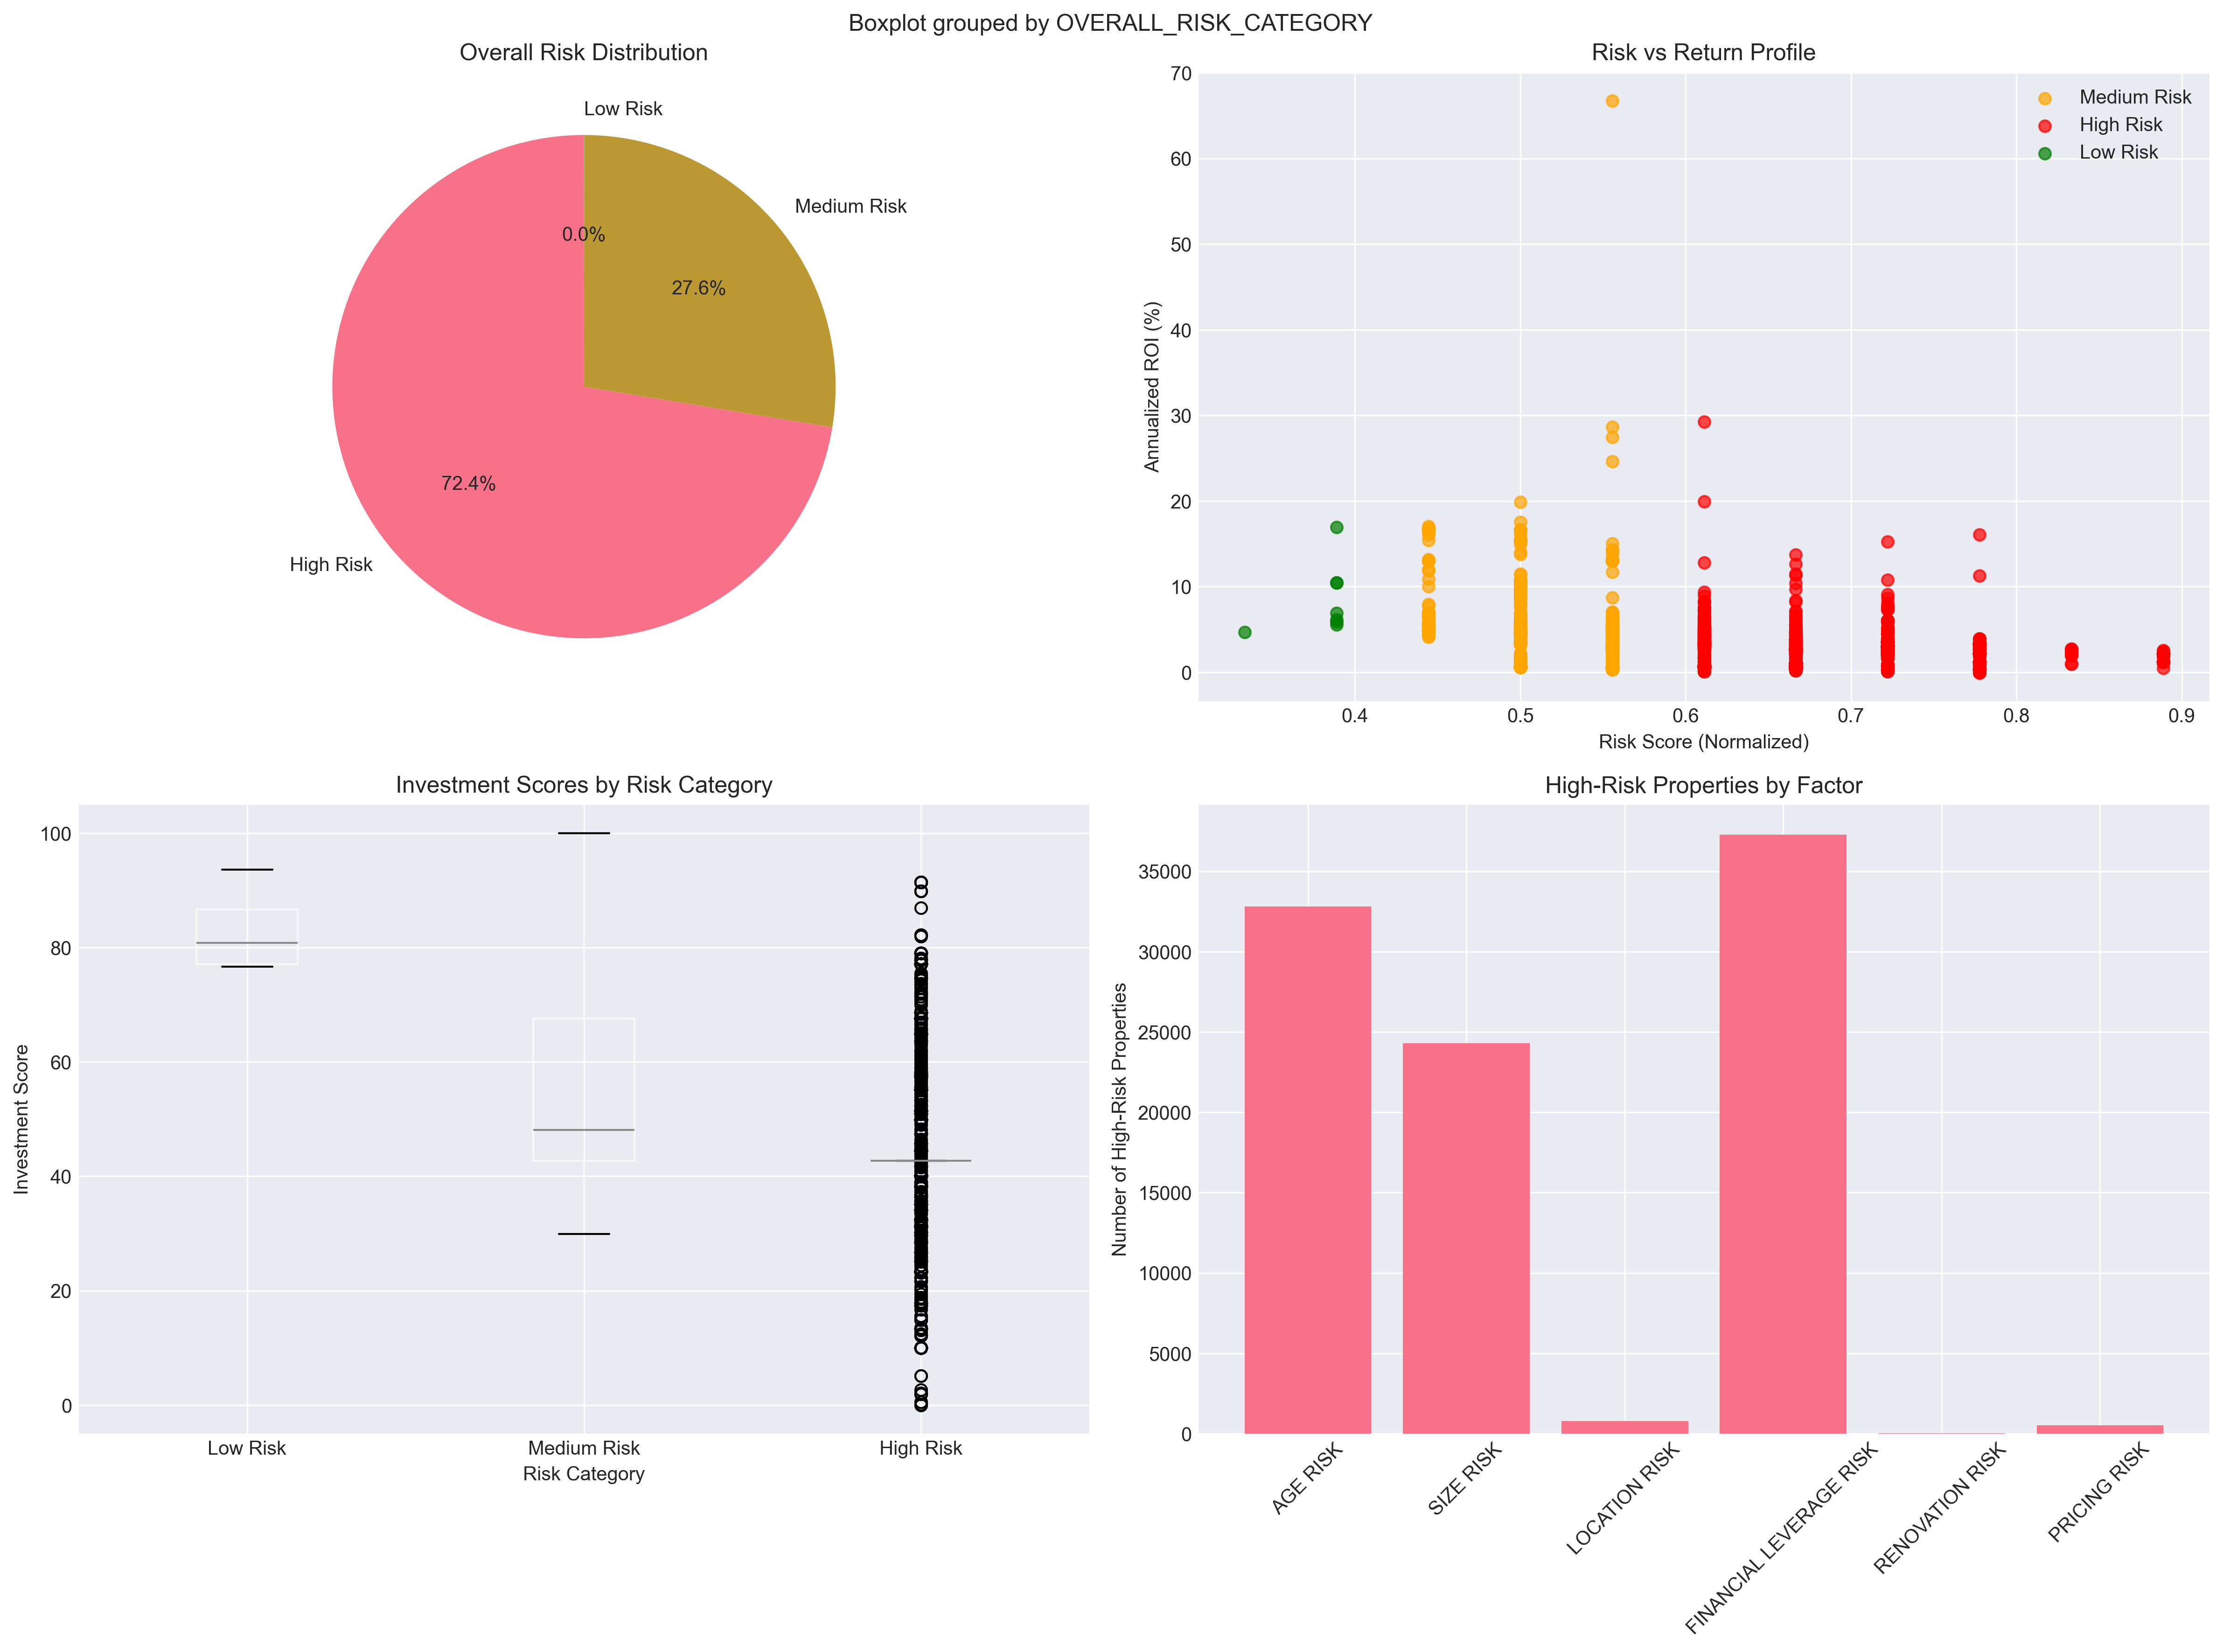 Boxplot grouped by OVERALL_RISK_CATEGORY
Overall Risk Distribution
Low Risk
Medium Risk
0.0%
27.6%
72.4%
High Risk
Risk vs Return Profile
Medium Risk
High Risk
Low Risk
70
60
50
40
30
20
10
0
Annualized ROI (%)
0.4 0.5 0.6 0.7 0.8 0.9
Risk Score (Normalized)
Investment Scores by Risk Category
100
80
60
40
20
0
Investment Score
Low Risk Medium Risk High Risk
Risk Category
High-Risk Properties by Factor
35000
30000
25000
20000
15000
10000
5000
0
Number of High-Risk Properties
AGE RISK
SIZE RISK
LOCATION RISK
FINANCIAL LEVERAGE RISK
RENOVATION RISK
PRICING RISK